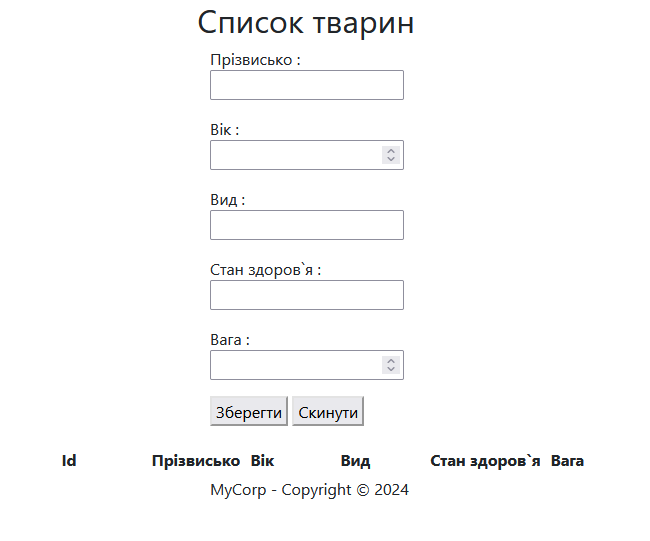 Список тварин
Прізвисько :
Вік :
Вид :
Стан здоров`я :
Вага :
Зберегти Скинути
Id Прізвисько Вік Вид Стан здоров`я Вага
MyCorp - Copyright © 2024